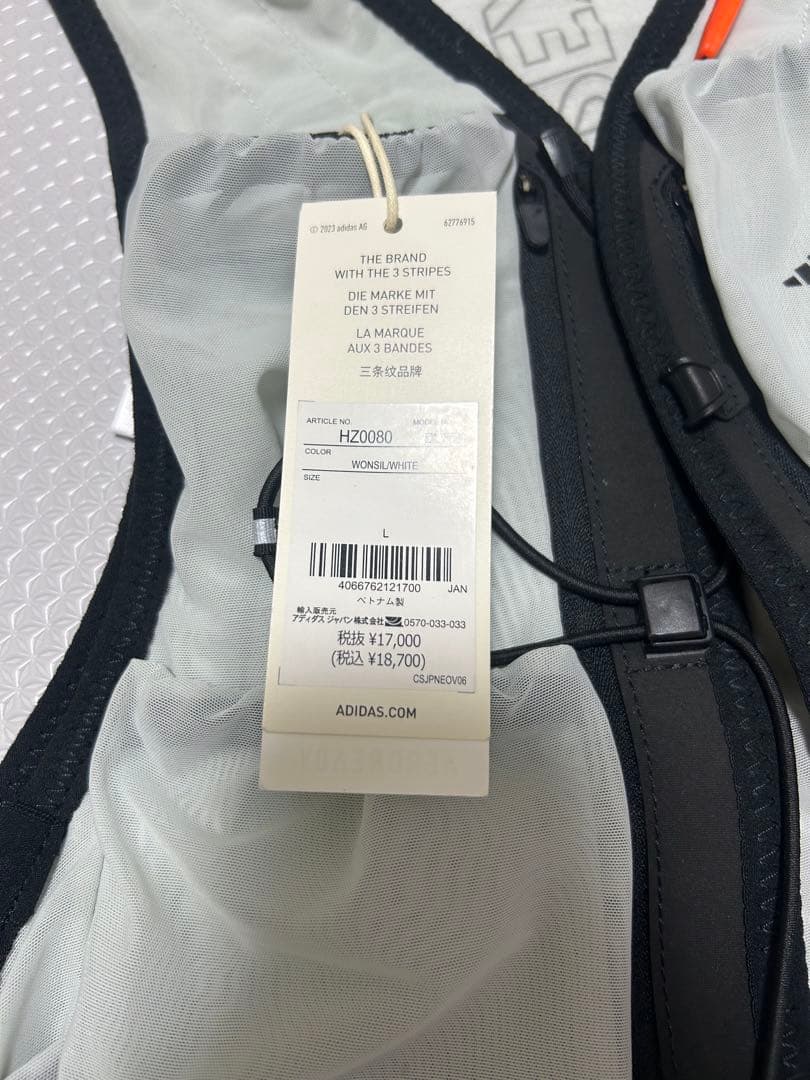 © 2023 adidas AG
62776915
THE BRAND
WITH THE 3 STRIPES
DIE MARKE MIT
DEN 3 STREIFEN
LA MARQUE
AUX 3 BANDES
三条纹品牌
ARTICLE NO.
HZ0080
COLOR
WONSIL/WHITE
SIZE
L
4066762121700
JAN
ベトナム製
輸入販売元
アディダス ジャパン株式会社 0570-033-033
税抜 ¥17,000
(税込 ¥18,700)
CSJPNEOV06
ADIDAS.COM
AEROREADY